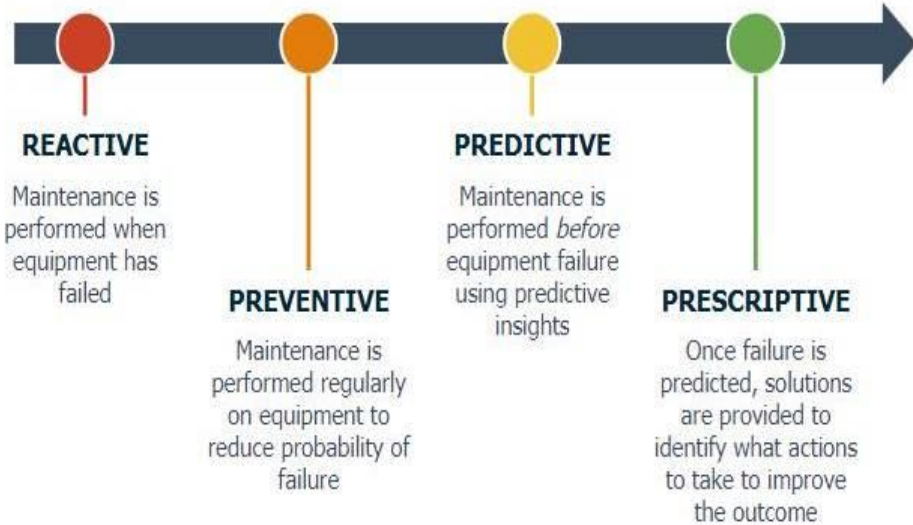 REACTIVE
Maintenance is
performed when
equipment has
failed
PREVENTIVE
Maintenance is
performed regularly
on equipment to
reduce probability of
failure
PREDICTIVE
Maintenance is
performed before
equipment failure
using predictive
insights
PRESCRIPTIVE
Once failure is
predicted, solutions
are provided to
identify what actions
to take to improve
the outcome